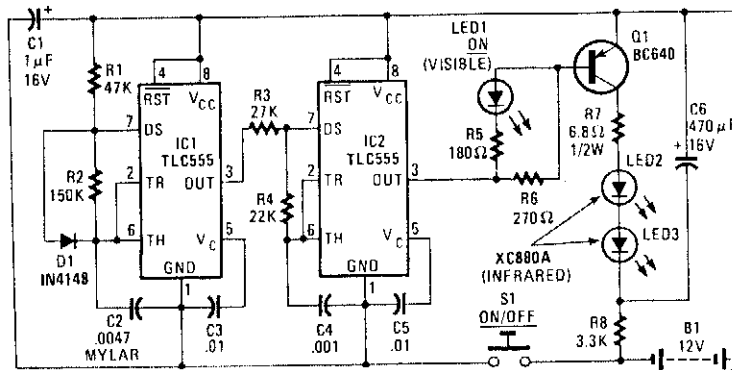 C1
1µF
16V
+
R1
47K
4
8
RST
VCC
7
DS
IC1
TLC555
R2
150K
2
TR
OUT
3
6
TH
VC
5
GND
1
D1
IN4148
C2
.0047
MYLAR
C3
.01
R3
27K
R4
22K
4
8
RST
VCC
7
DS
IC2
TLC555
2
TR
OUT
3
6
TH
VC
5
GND
1
C4
.001
C5
.01
LED1
ON
(VISIBLE)
R5
180Ω
R6
270Ω
Q1
BC640
R7
6.8Ω
1/2W
C6
470µF
16V
+
LED2
LED3
XC880A
(INFRARED)
S1
ON/OFF
R8
3.3K
B1
12V